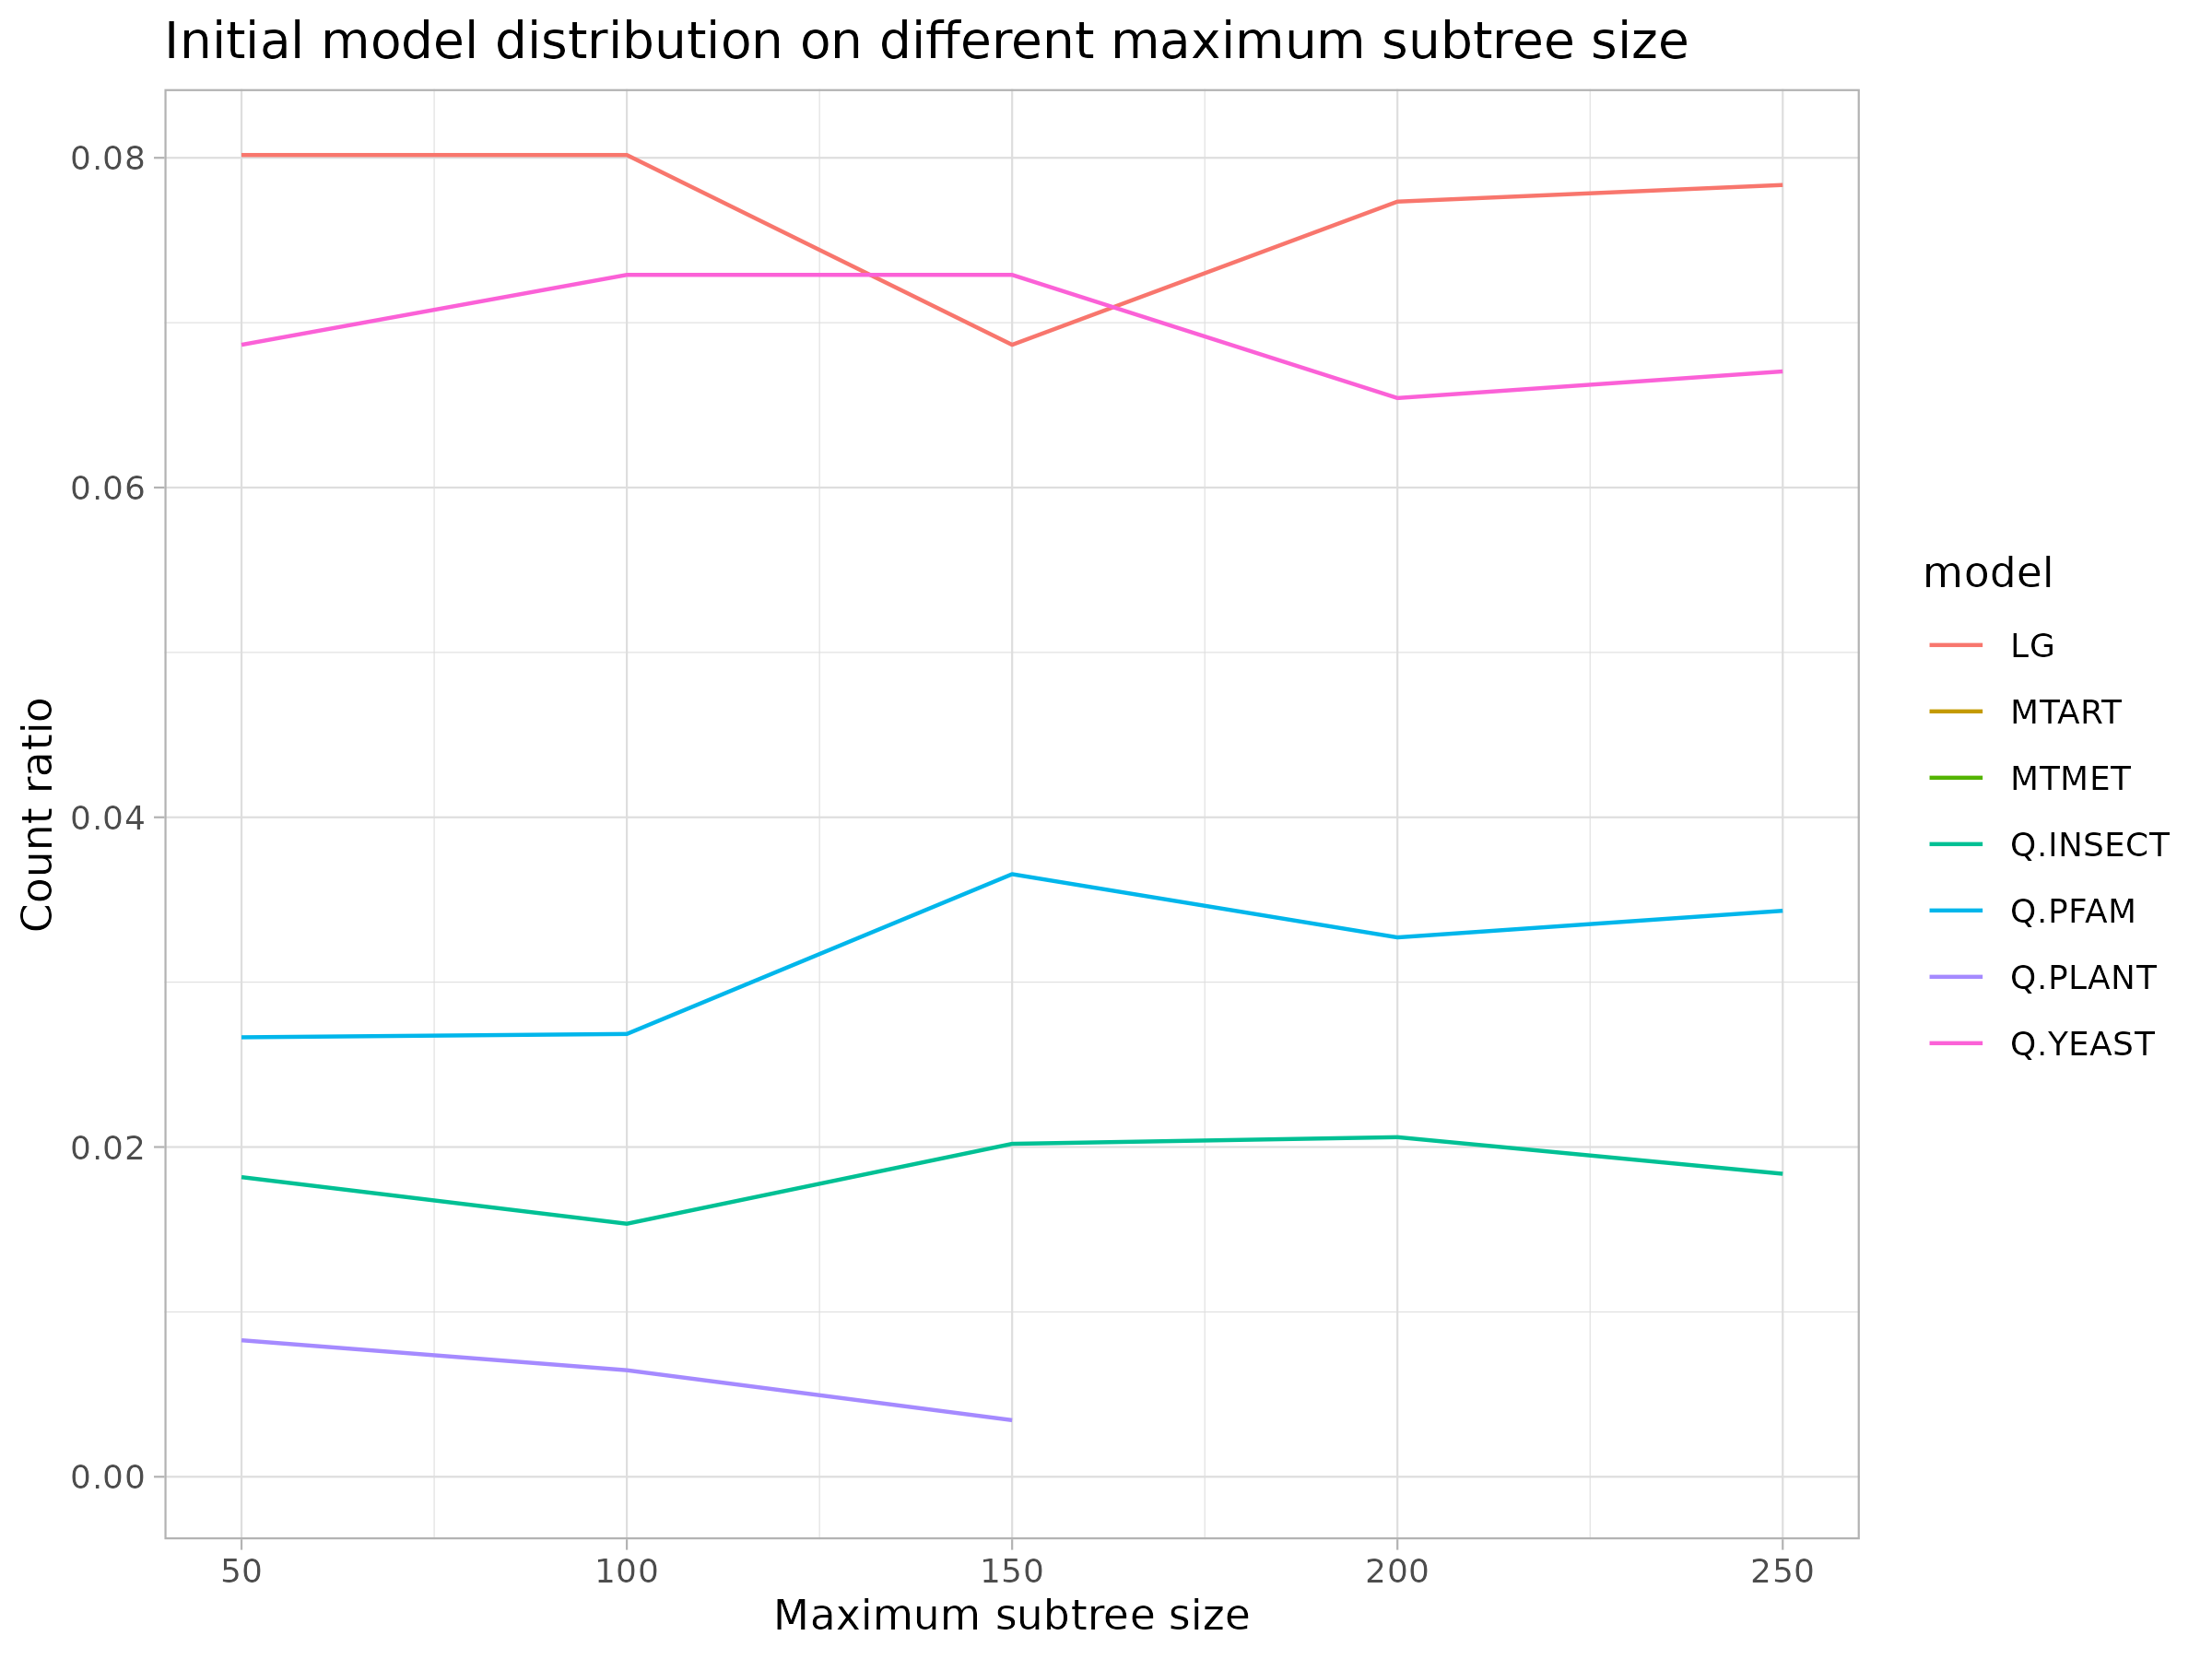 Initial model distribution on different maximum subtree size
0.08
0.06
0.04
0.02
0.00
Count ratio
50 100 150 200 250
Maximum subtree size
model
LG
MTART
MTMET
Q.INSECT
Q.PFAM
Q.PLANT
Q.YEAST